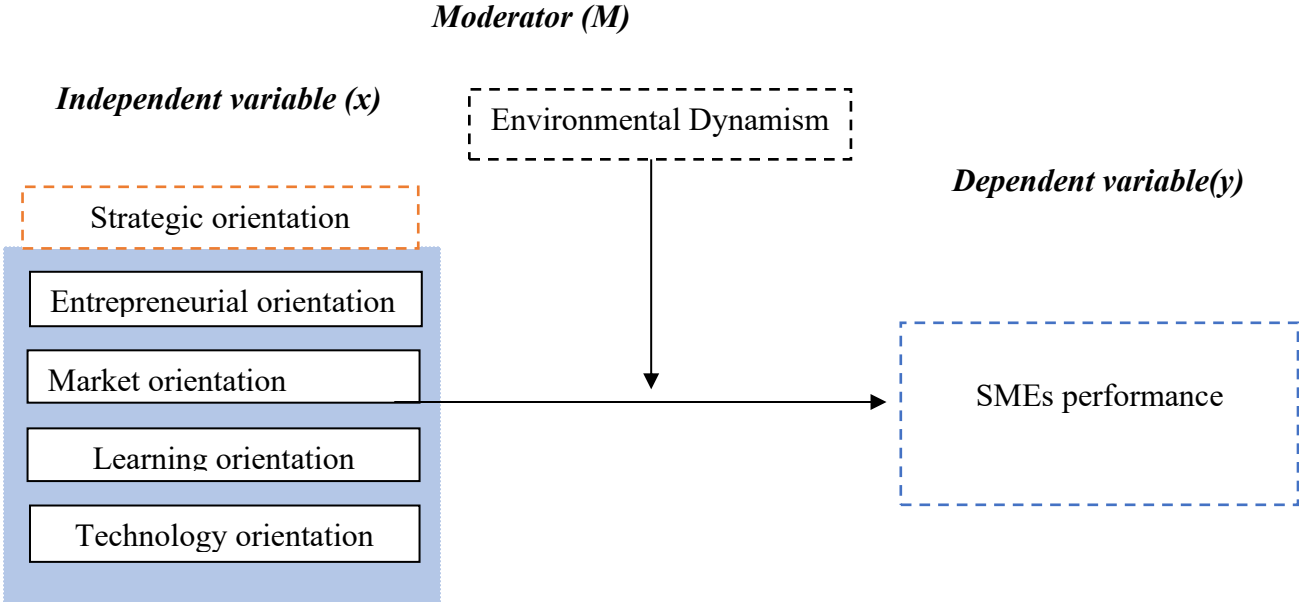 Moderator (M)
Independent variable (x)
Environmental Dynamism
Dependent variable(y)
Strategic orientation
Entrepreneurial orientation
Market orientation
SMEs performance
Learning orientation
Technology orientation